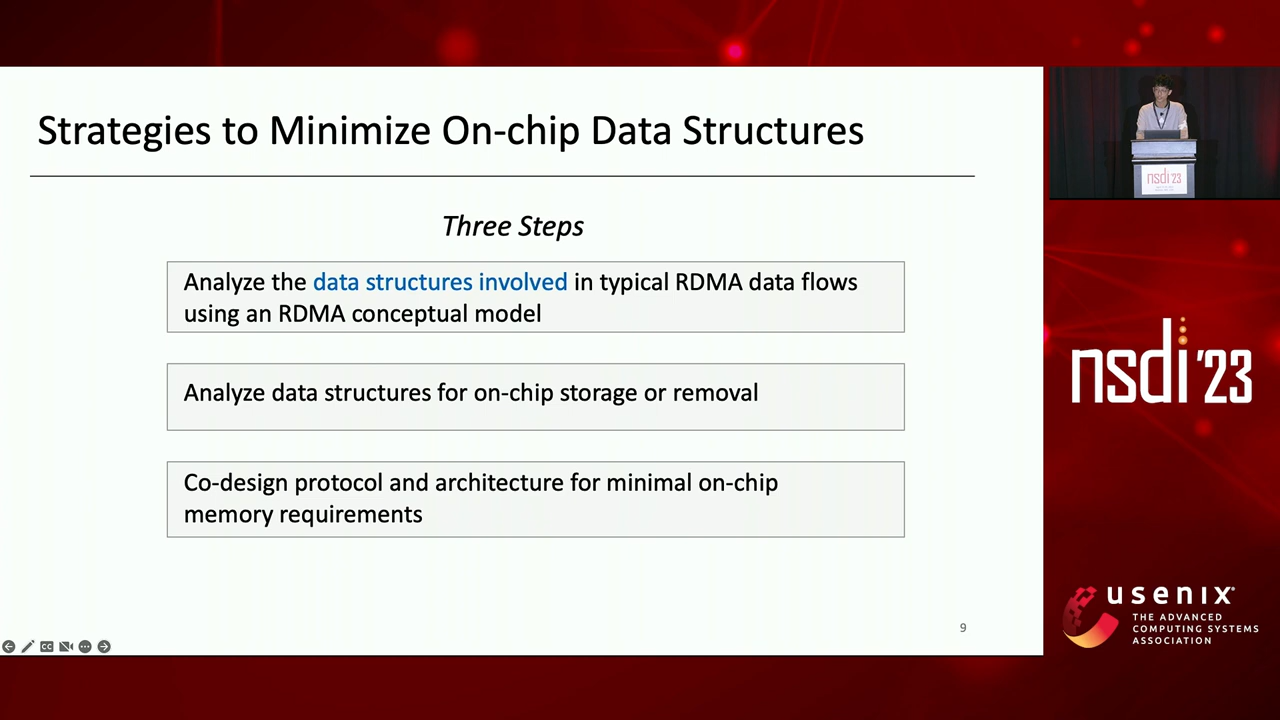 Strategies to Minimize On-chip Data Structures
Three Steps
Analyze the data structures involved in typical RDMA data flows
using an RDMA conceptual model
Analyze data structures for on-chip storage or removal
Co-design protocol and architecture for minimal on-chip
memory requirements
9
nsdi '23
nsdi '23
usenix
THE ADVANCED
COMPUTING SYSTEMS
ASSOCIATION